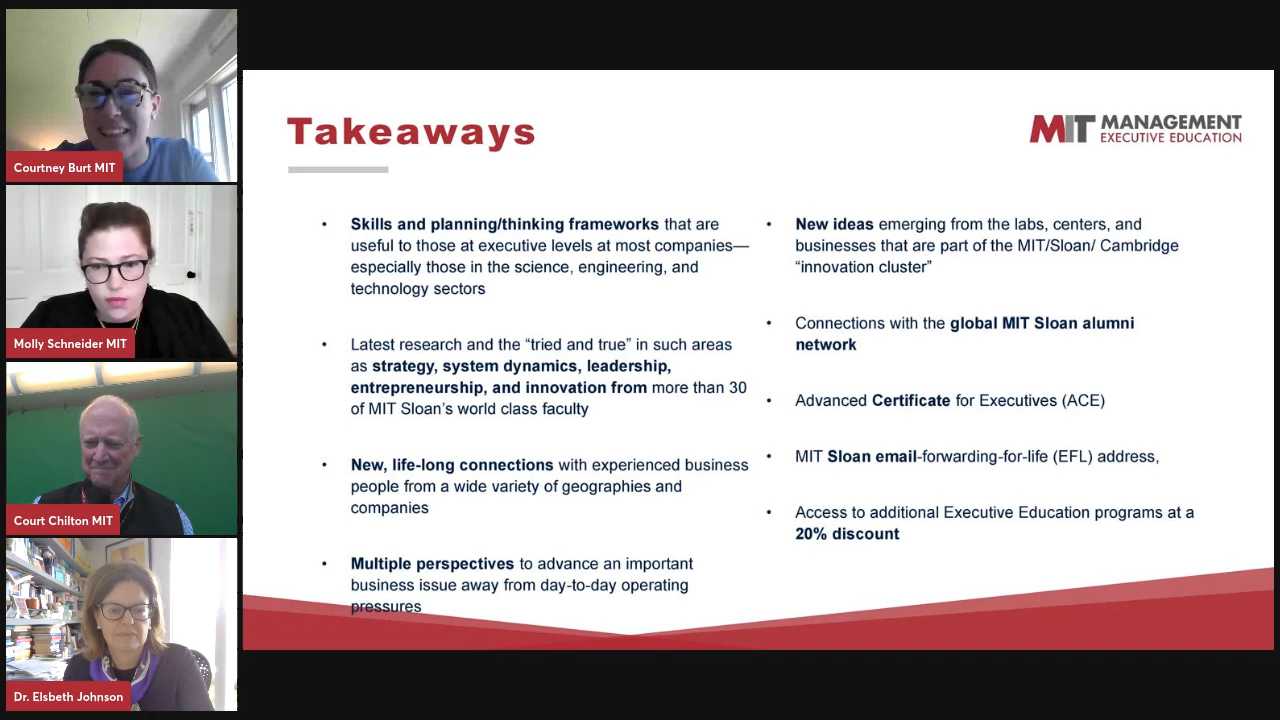 Courtney Burt MIT
Molly Schneider MIT
Court Chilton MIT
Dr. Elsbeth Johnson
Takeaways
MIT MANAGEMENT
EXECUTIVE EDUCATION
• Skills and planning/thinking frameworks that are
useful to those at executive levels at most companies—
especially those in the science, engineering, and
technology sectors
• Latest research and the “tried and true” in such areas
as strategy, system dynamics, leadership,
entrepreneurship, and innovation from more than 30
of MIT Sloan’s world class faculty
• New, life-long connections with experienced business
people from a wide variety of geographies and
companies
• Multiple perspectives to advance an important
business issue away from day-to-day operating
pressures
• New ideas emerging from the labs, centers, and
businesses that are part of the MIT/Sloan/ Cambridge
“innovation cluster”
• Connections with the global MIT Sloan alumni
network
• Advanced Certificate for Executives (ACE)
• MIT Sloan email-forwarding-for-life (EFL) address,
• Access to additional Executive Education programs at a
20% discount